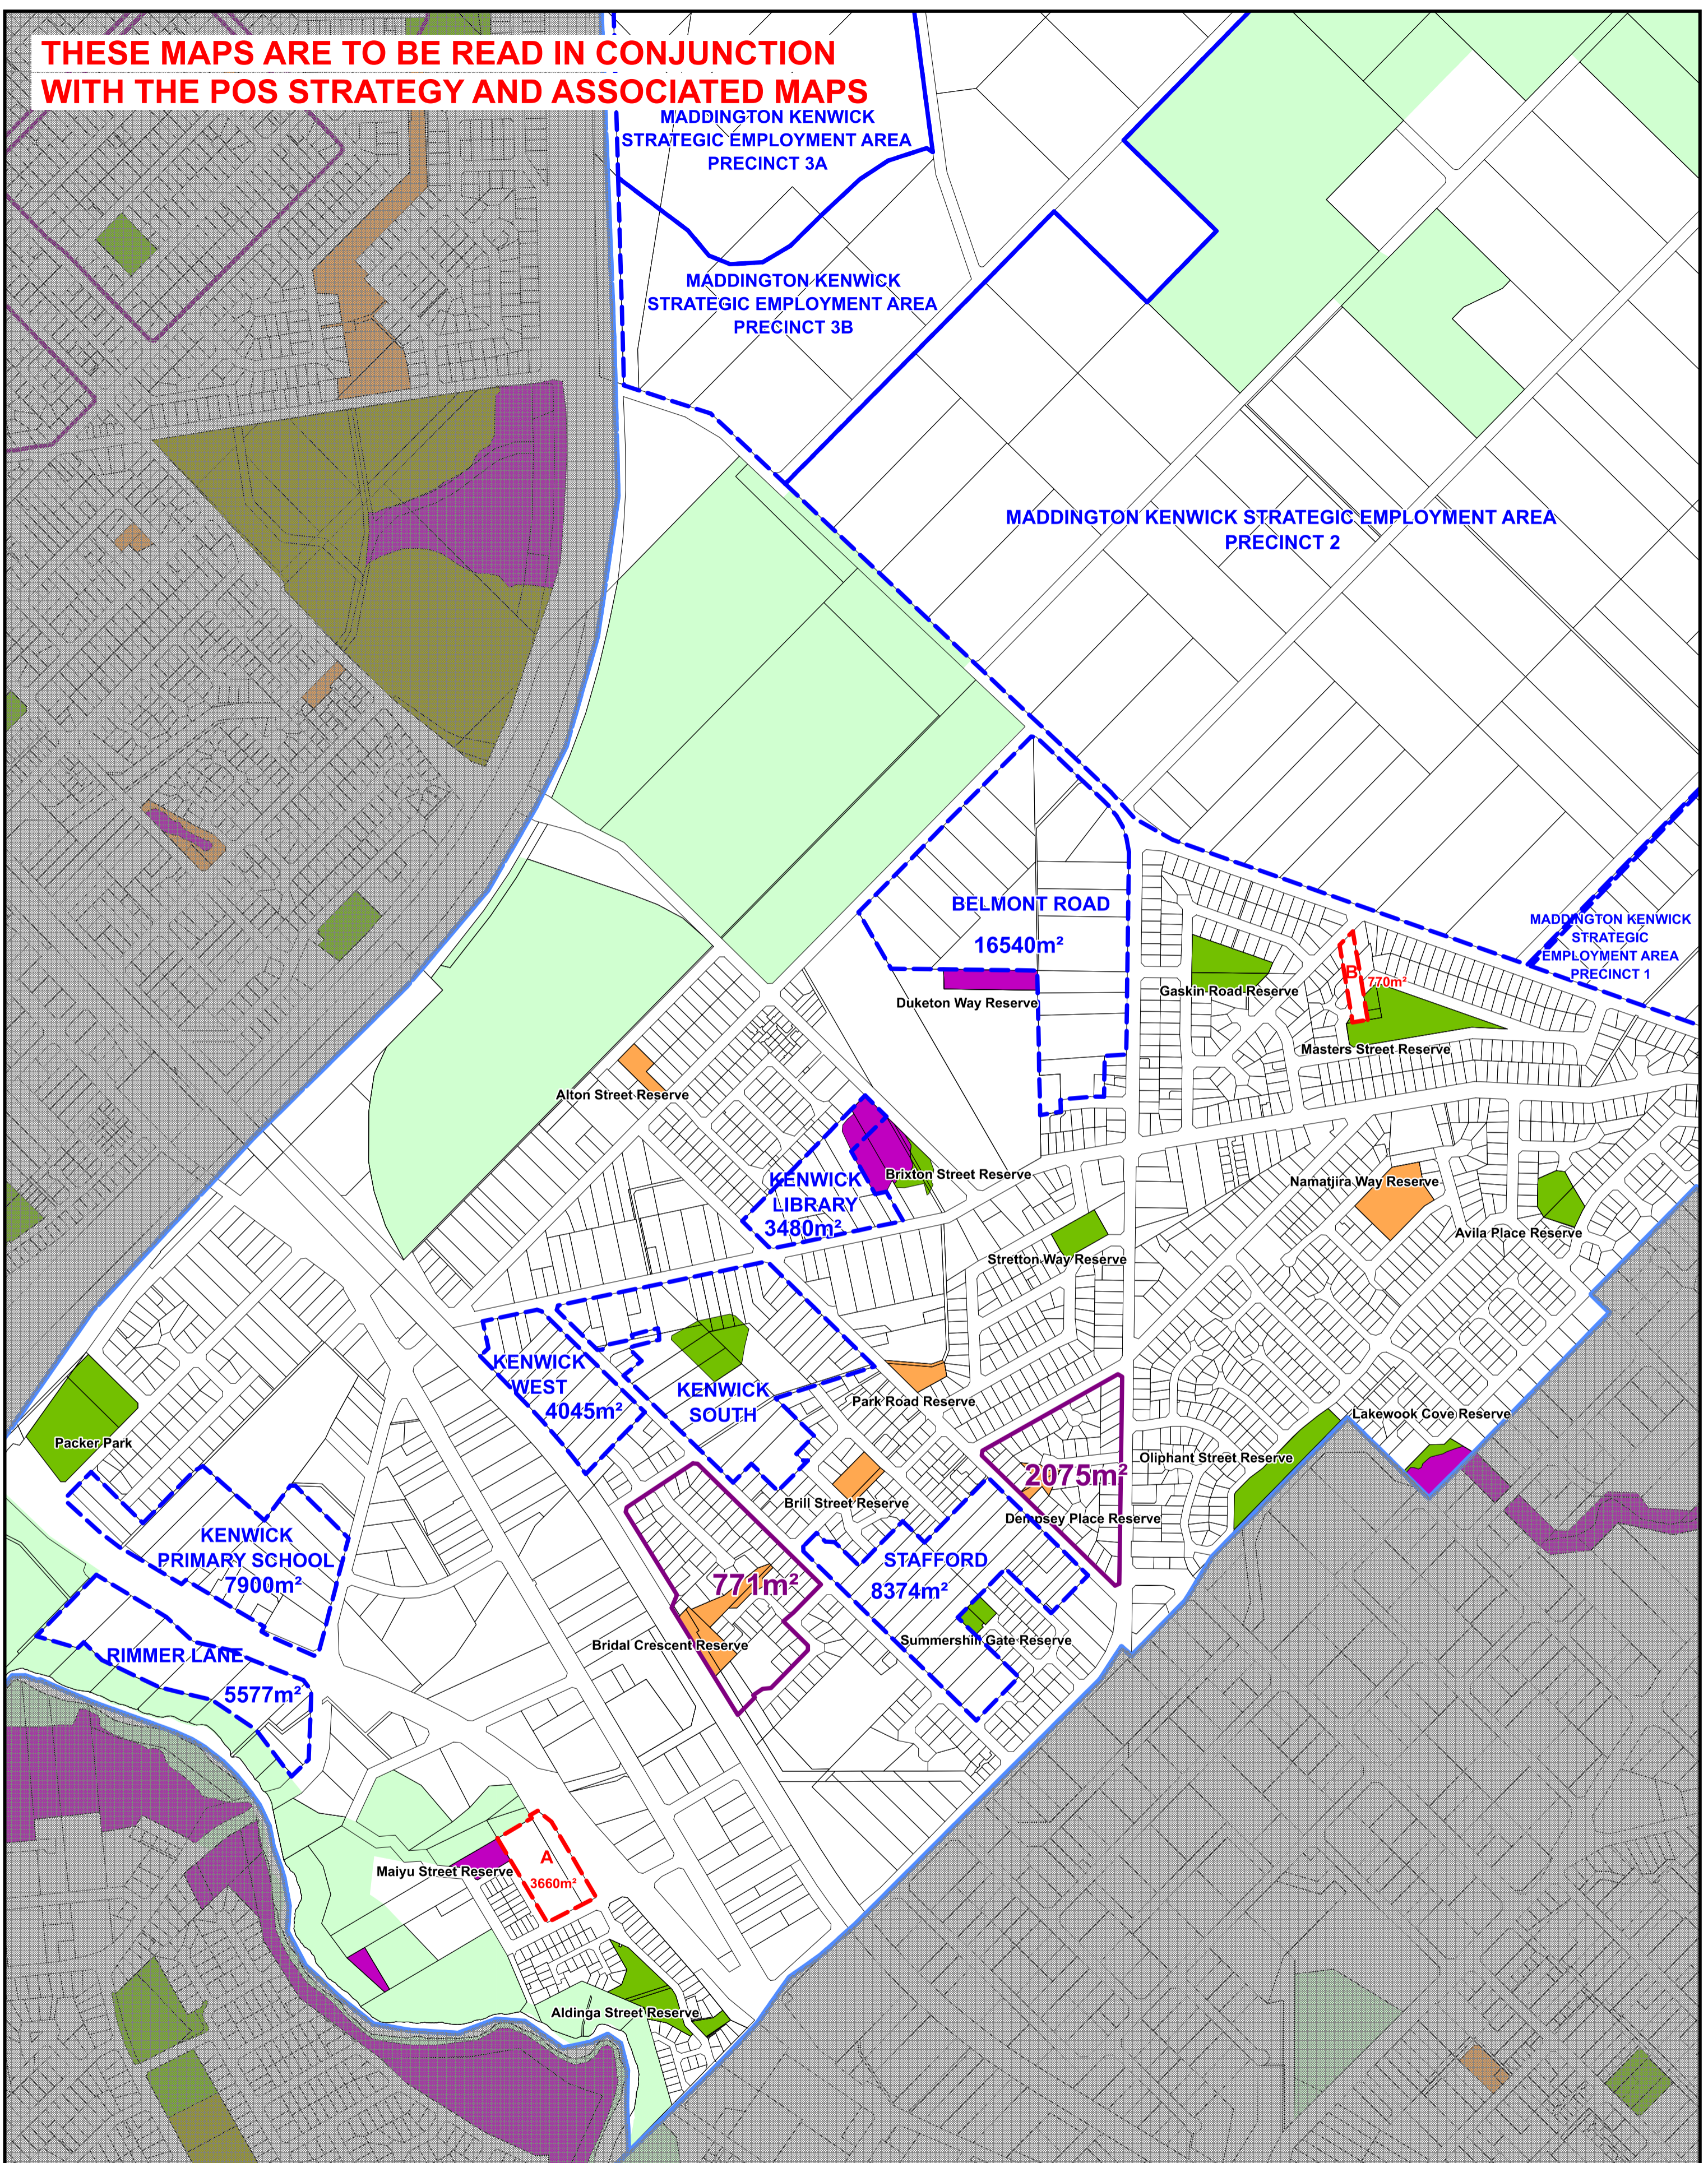 THESE MAPS ARE TO BE READ IN CONJUNCTION
WITH THE POS STRATEGY AND ASSOCIATED MAPS
MADDINGTON KENWICK
STRATEGIC EMPLOYMENT AREA
PRECINCT 3A
MADDINGTON KENWICK
STRATEGIC EMPLOYMENT AREA
PRECINCT 3B
MADDINGTON KENWICK STRATEGIC EMPLOYMENT AREA
PRECINCT 2
MADDINGTON KENWICK
STRATEGIC
EMPLOYMENT AREA
PRECINCT 1
BELMONT ROAD
16540m²
Duketon Way Reserve
Gaskin Road Reserve
B
770m²
Masters Street Reserve
Alton Street Reserve
Brixton Street Reserve
KENWICK
LIBRARY
3480m²
Namatjira Way Reserve
Avila Place Reserve
Stretton Way Reserve
KENWICK
WEST
4045m²
KENWICK
SOUTH
Park Road Reserve
Lakewook Cove Reserve
Packer Park
Oliphant Street Reserve
2075m²
Brill Street Reserve
Dempsey Place Reserve
KENWICK
PRIMARY SCHOOL
7900m²
STAFFORD
8374m²
771m²
Bridal Crescent Reserve
Summershill Gate Reserve
RIMMER LANE
5577m²
Maiyu Street Reserve
A
3660m²
Aldinga Street Reserve